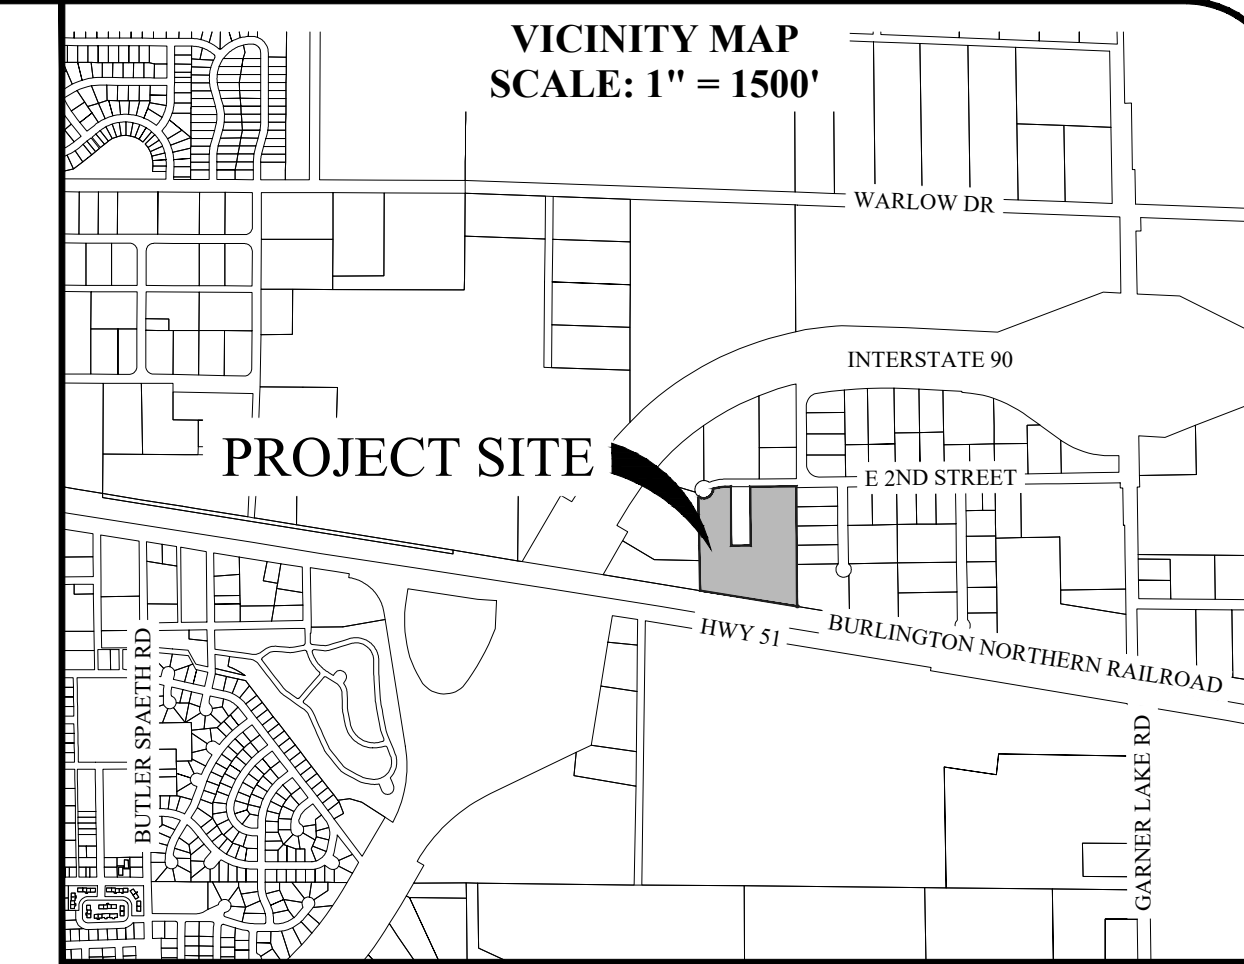 VICINITY MAP
SCALE: 1" = 1500'
WARLOW DR
INTERSTATE 90
PROJECT SITE
E 2ND STREET
HWY 51
BURLINGTON NORTHERN RAILROAD
BUTLER SPAETH RD
GARNER LAKE RD